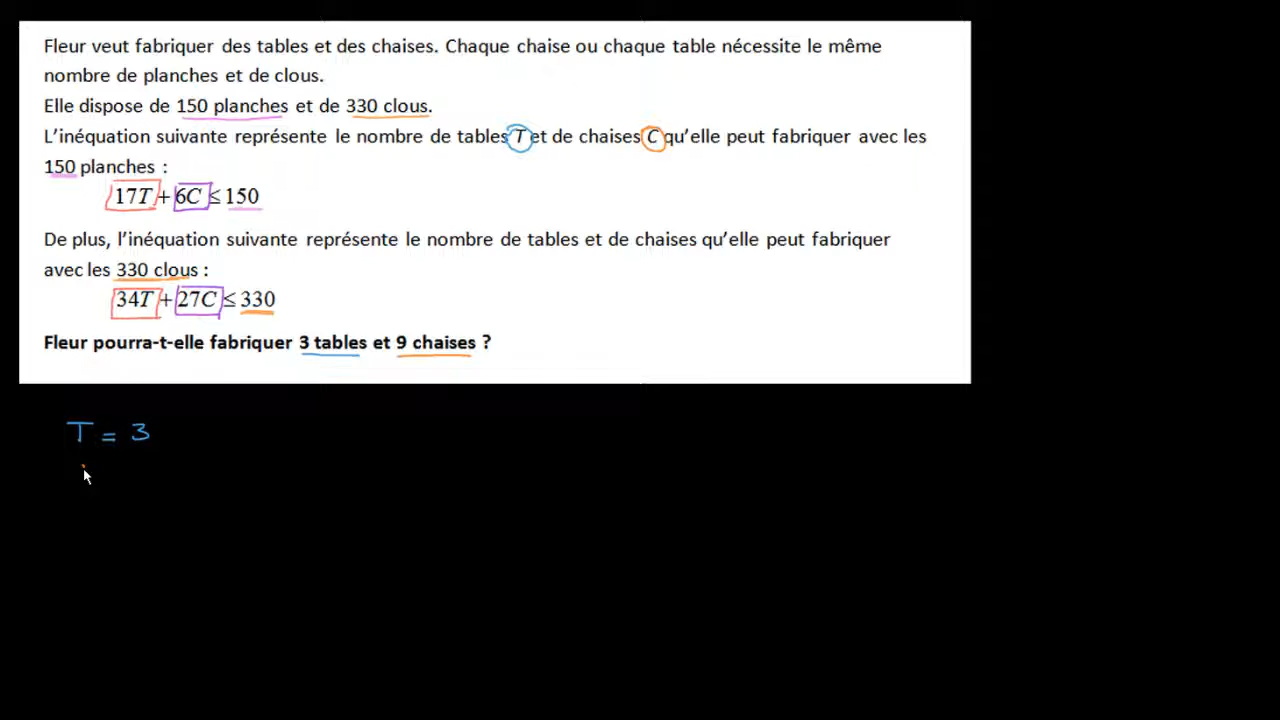 Fleur veut fabriquer des tables et des chaises. Chaque chaise ou chaque table nécessite le même
nombre de planches et de clous.
Elle dispose de 150 planches et de 330 clous.
L'inéquation suivante représente le nombre de tables T et de chaises C qu'elle peut fabriquer avec les
150 planches :
17T + 6C ≤ 150
De plus, l'inéquation suivante représente le nombre de tables et de chaises qu'elle peut fabriquer
avec les 330 clous :
34T + 27C ≤ 330
Fleur pourra-t-elle fabriquer 3 tables et 9 chaises ?
T = 3